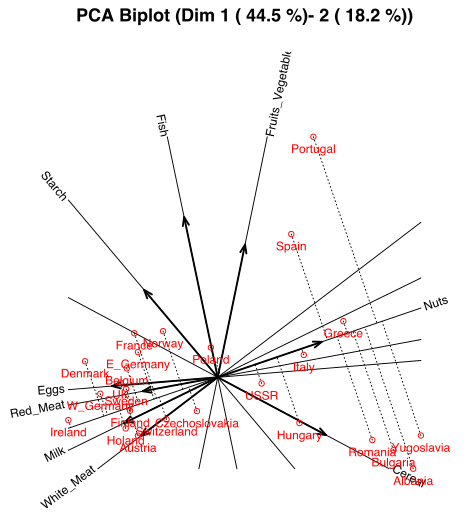 PCA Biplot (Dim 1 ( 44.5 %)- 2 ( 18.2 %))
Fruits_Vegetable
Fish
Portugal
Starch
Spain
Nuts
Greece
France
Norway
Poland
Italy
E_Germany
Denmark
Belgium
Eggs
UK
USSR
Red_Meat
W_Germany
Sweden
Finland
Czechoslovakia
Ireland
Switzerland
Hungary
Holand
Yugoslavia
Austria
Romania
Milk
Bulgaria
White_Meat
Cereal
Albania